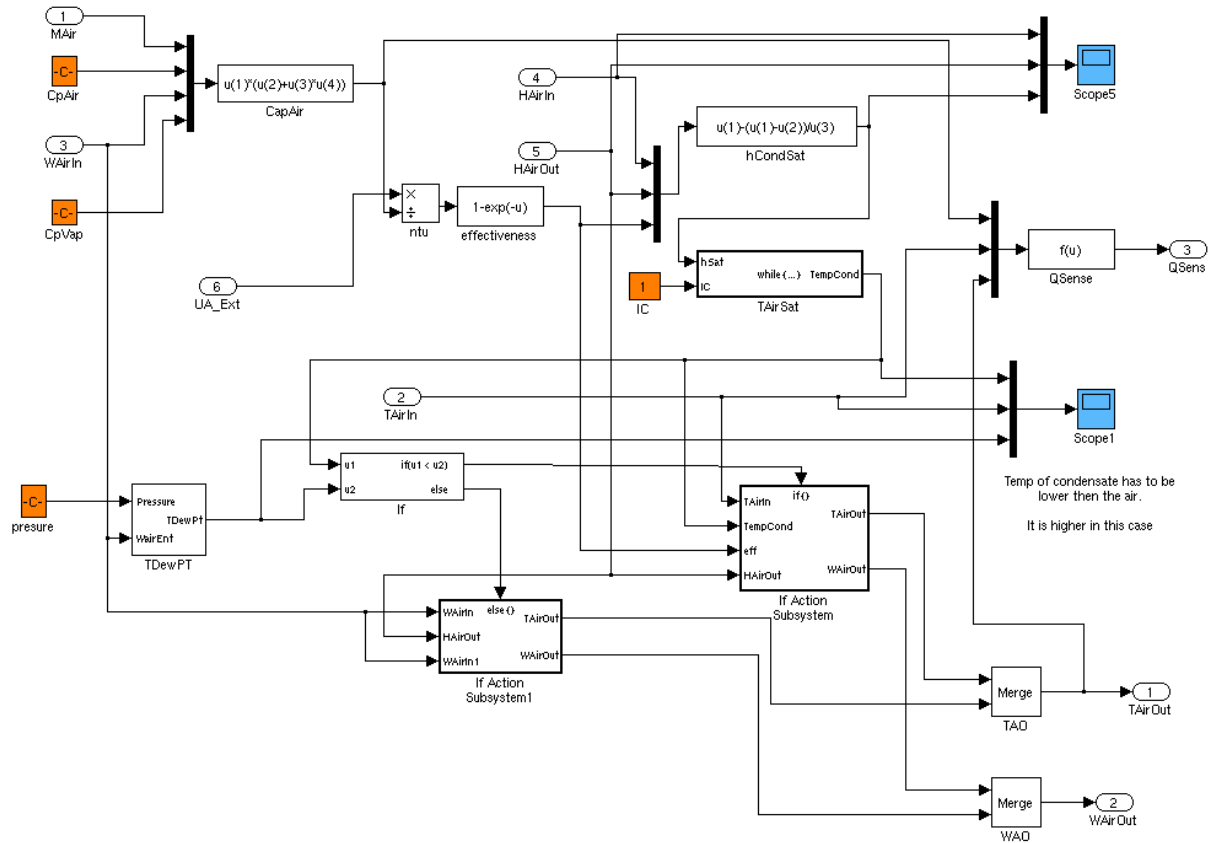 1
MAir
-C-
CpAir
3
WAirIn
-C-
CpVap
u(1)*(u(2)+u(3)*u(4))
CapAir
4
HAirIn
5
HAirOut
u(1)-(u(1)-u(2))/u(3)
hCondSat
Scope5
×
÷
ntu
1-exp(-u)
effectiveness
6
UA_Ext
hSat
IC
while{...}
TempCond
TAirSat
1
IC
f(u)
QSense
3
QSens
2
TAirIn
Scope1
Temp of condensate has to be
lower then the air.
It is higher in this case
-C-
presure
Pressure
WairEnt
TDewPt
TDewPT
u1
u2
if(u1 < u2)
else
If
if{}
TAirIn
TempCond
eff
HAirOut
TAirOut
WAirOut
If Action
Subsystem
else{}
WAirIn
HAirOut
WAirIn1
TAirOut
WAirOut
If Action
Subsystem1
Merge
TAO
1
TAirOut
Merge
WAO
2
WAirOut